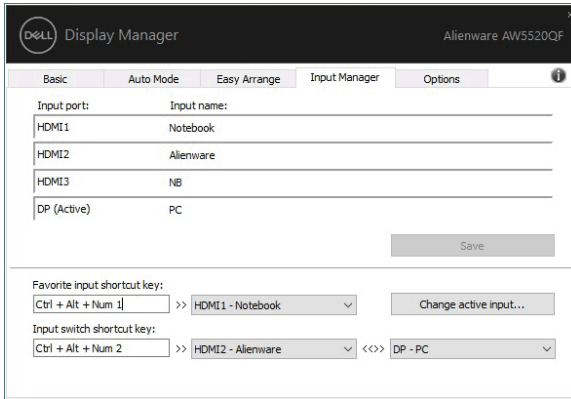 DELL Display Manager Alienware AW5520QF
Basic Auto Mode Easy Arrange Input Manager Options
Input port: Input name:
HDMI1 Notebook
HDMI2 Alienware
HDMI3 NB
DP (Active) PC
Save
Favorite input shortcut key:
Ctrl + Alt + Num 1 >> HDMI1 - Notebook Change active input...
Input switch shortcut key:
Ctrl + Alt + Num 2 >> HDMI2 - Alienware <<>> DP - PC